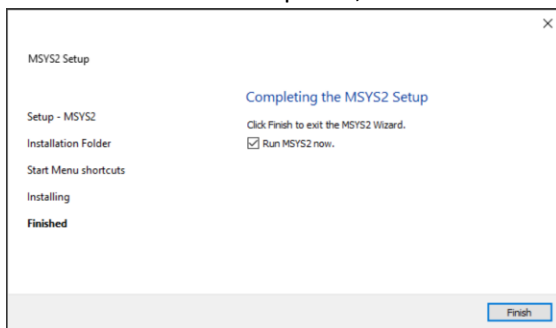 MSYS2 Setup
Completing the MSYS2 Setup
Setup - MSYS2
Click Finish to exit the MSYS2 Wizard.
Installation Folder
Run MSYS2 now.
Start Menu shortcuts
Installing
Finished
Finish